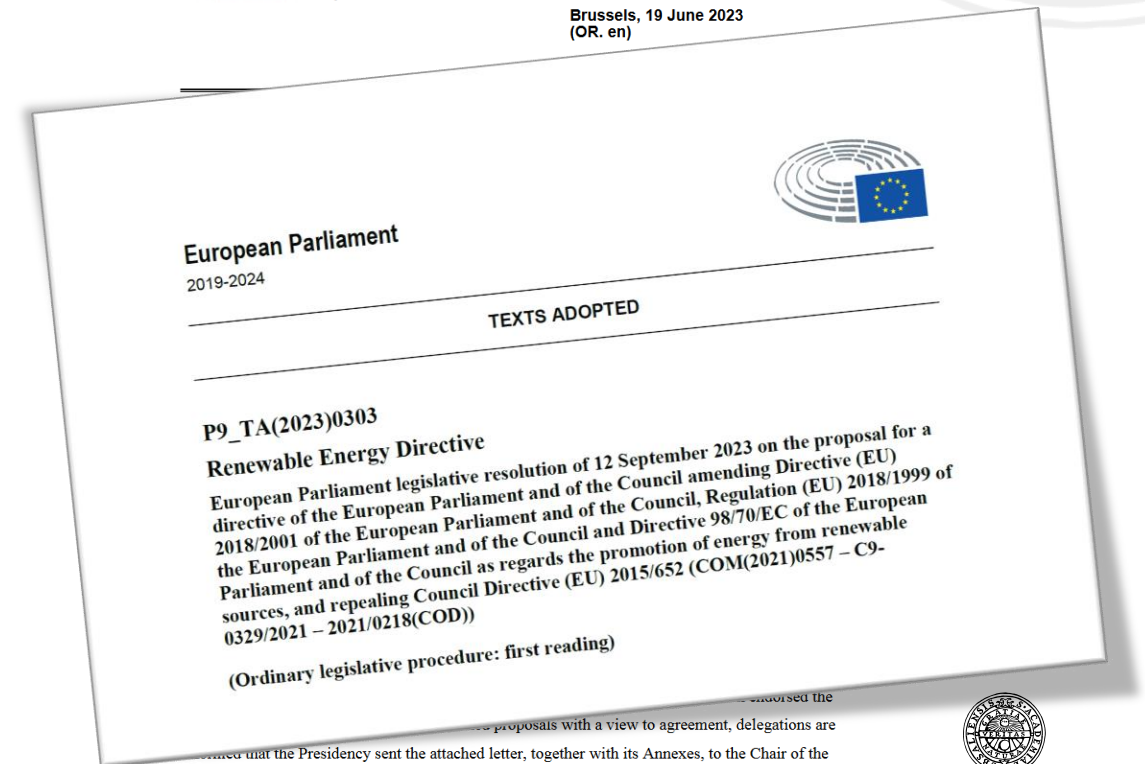 Brussels, 19 June 2023
(OR. en)
European Parliament
2019-2024
TEXTS ADOPTED
P9_TA(2023)0303
Renewable Energy Directive
European Parliament legislative resolution of 12 September 2023 on the proposal for a
directive of the European Parliament and of the Council amending Directive (EU)
2018/2001 of the European Parliament and of the Council, Regulation (EU) 2018/1999 of
the European Parliament and of the Council and Directive 98/70/EC of the European
Parliament and of the Council as regards the promotion of energy from renewable
sources, and repealing Council Directive (EU) 2015/652 (COM(2021)0557 – C9-
0329/2021 – 2021/0218(COD))
(Ordinary legislative procedure: first reading)
endorsed the
proposals with a view to agreement, delegations are
that the Presidency sent the attached letter, together with its Annexes, to the Chair of the
GRATIAE
VERITAS
NATURAE